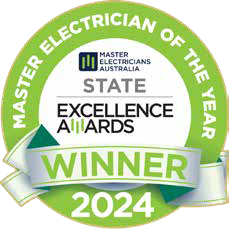 MASTER ELECTRICIAN OF THE YEAR
MASTER
ELECTRICIANS
AUSTRALIA
STATE
EXCELLENCE
AWARDS
WINNER
2024